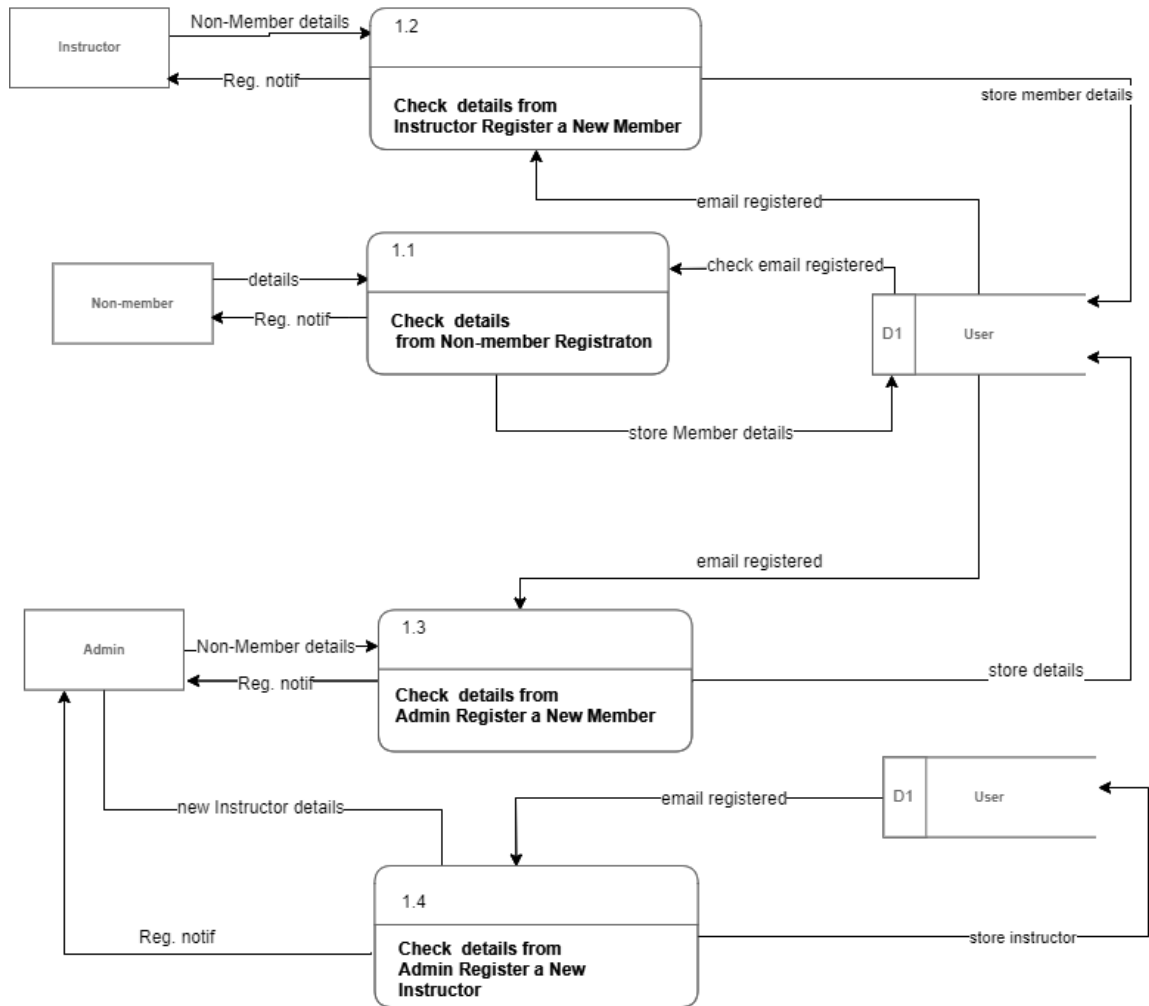 Non-Member details
1.2
Instructor
Reg. notif
store member details
Check details from
Instructor Register a New Member
email registered
1.1
check email registered
details
Non-member
Reg. notif
Check details
from Non-member Registraton
D1
User
store Member details
email registered
1.3
Admin
Non-Member details
Reg. notif
store details
Check details from
Admin Register a New Member
new Instructor details
email registered
D1
User
1.4
Reg. notif
store instructor
Check details from
Admin Register a New
Instructor